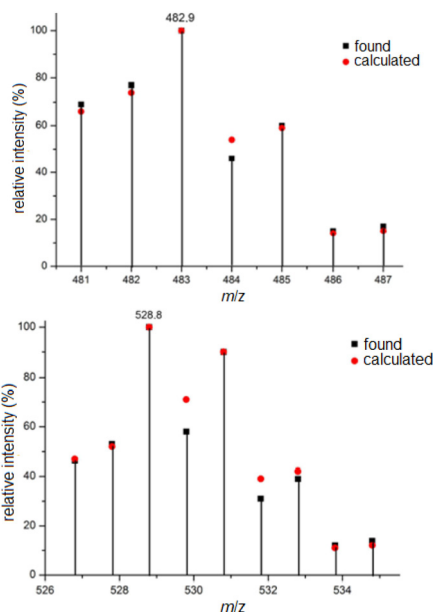 482.9
100
80
60
40
20
0
relative intensity (%)
found
calculated
481 482 483 484 485 486 487
m/z
528.8
100
80
60
40
20
0
relative intensity (%)
found
calculated
526 528 530 532 534
m/z